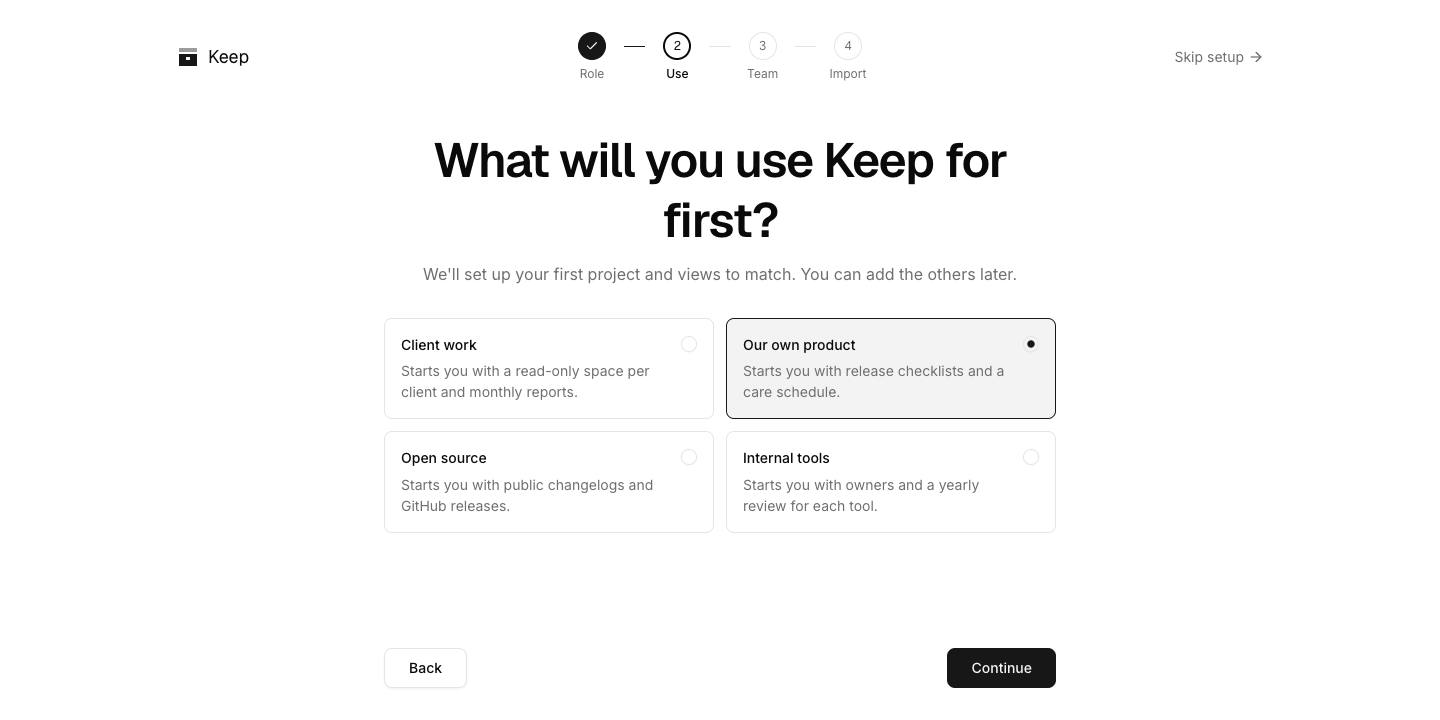 Keep
2
3
4
Role
Use
Team
Import
Skip setup
What will you use Keep for
first?
We'll set up your first project and views to match. You can add the others later.
Client work
Starts you with a read-only space per
client and monthly reports.
Our own product
Starts you with release checklists and a
care schedule.
Open source
Starts you with public changelogs and
GitHub releases.
Internal tools
Starts you with owners and a yearly
review for each tool.
Back
Continue